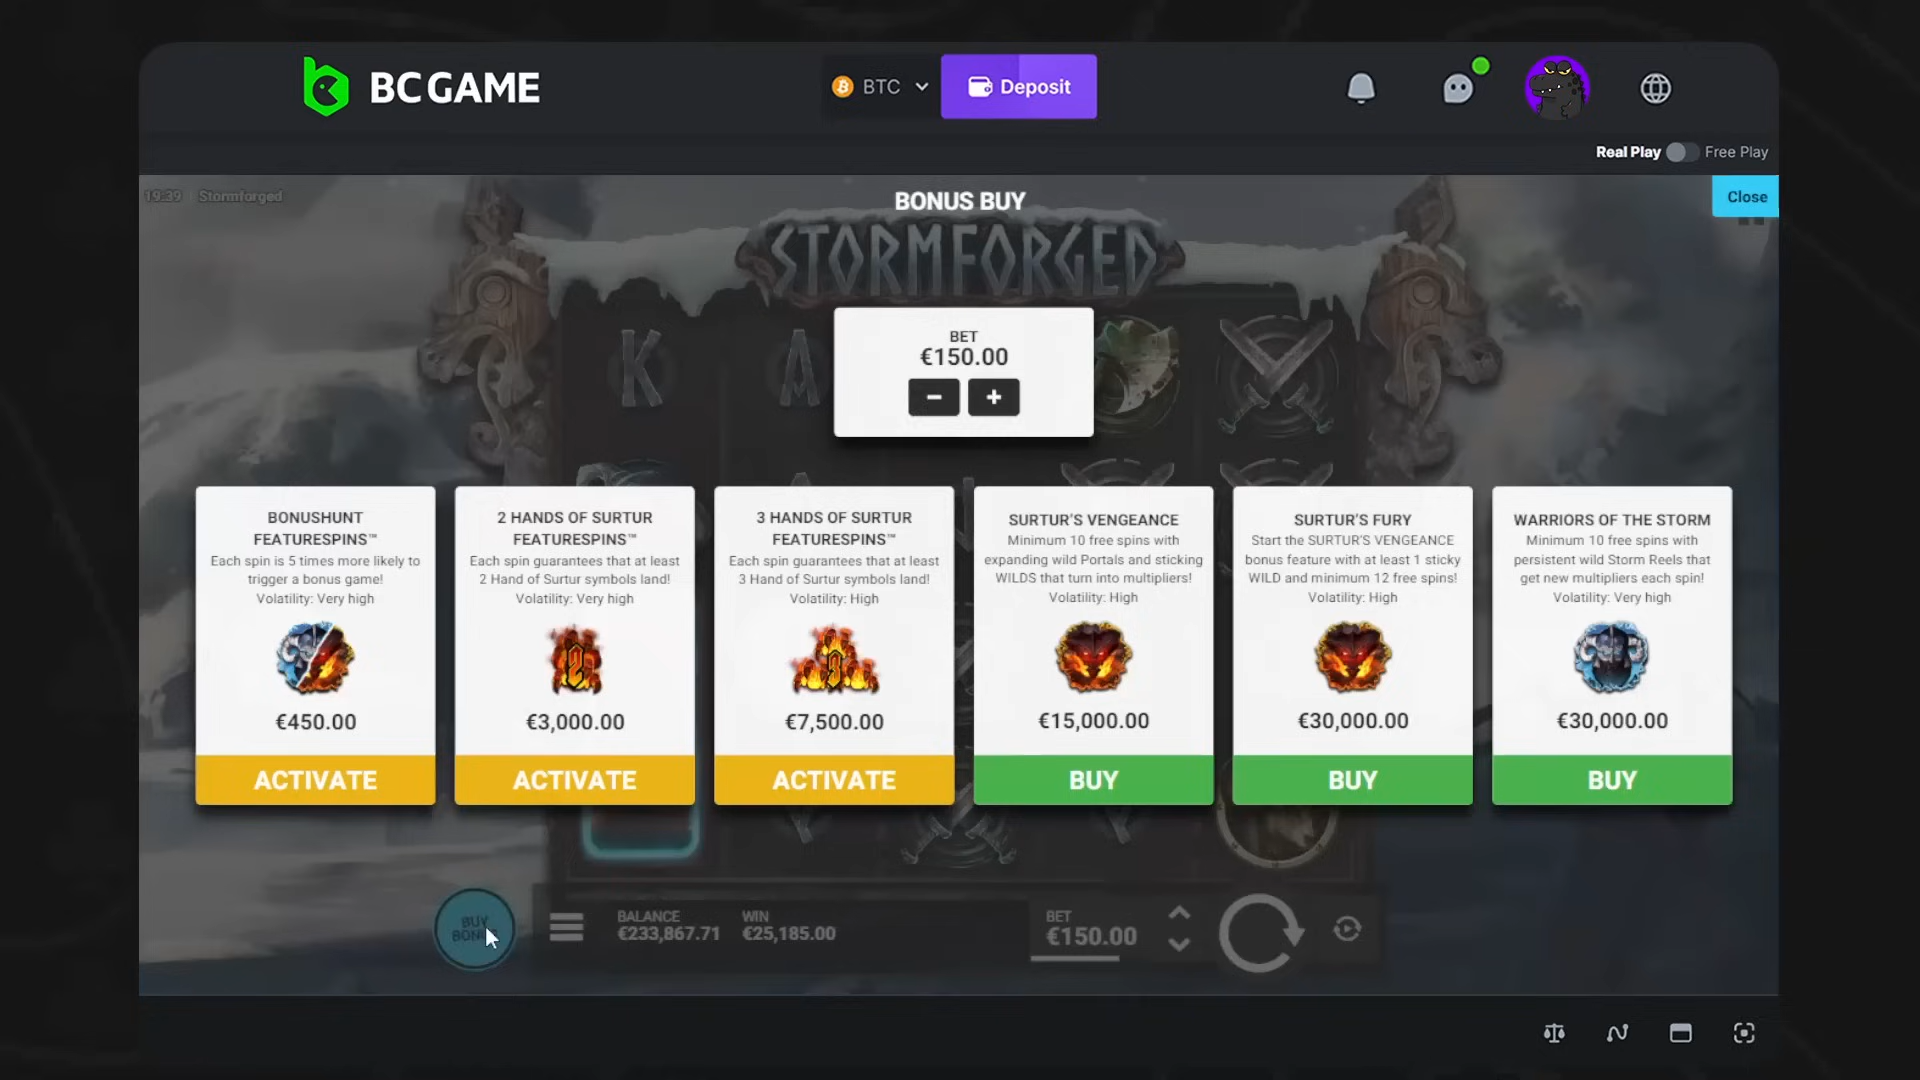 BC GAME
BTC
Deposit
Real Play
Free Play
19:39
Stormforged
BONUS BUY
Close
STORMFORGED
K
A
BET
€150.00
−
+
BONUSHUNT
FEATURESPINS™
Each spin is 5 times more likely to
trigger a bonus game!
Volatility: Very high
€450.00
ACTIVATE
2 HANDS OF SURTUR
FEATURESPINS™
Each spin guarantees that at least
2 Hand of Surtur symbols land!
Volatility: Very high
2
€3,000.00
ACTIVATE
3 HANDS OF SURTUR
FEATURESPINS™
Each spin guarantees that at least
3 Hand of Surtur symbols land!
Volatility: High
3
€7,500.00
ACTIVATE
SURTUR'S VENGEANCE
Minimum 10 free spins with
expanding wild Portals and sticking
WILDS that turn into multipliers!
Volatility: High
€15,000.00
BUY
SURTUR'S FURY
Start the SURTUR'S VENGEANCE
bonus feature with at least 1 sticky
WILD and minimum 12 free spins!
Volatility: High
€30,000.00
BUY
WARRIORS OF THE STORM
Minimum 10 free spins with
persistent wild Storm Reels that
get new multipliers each spin!
Volatility: Very high
€30,000.00
BUY
BUY
BONUS
BALANCE
€233,867.71
WIN
€25,185.00
BET
€150.00